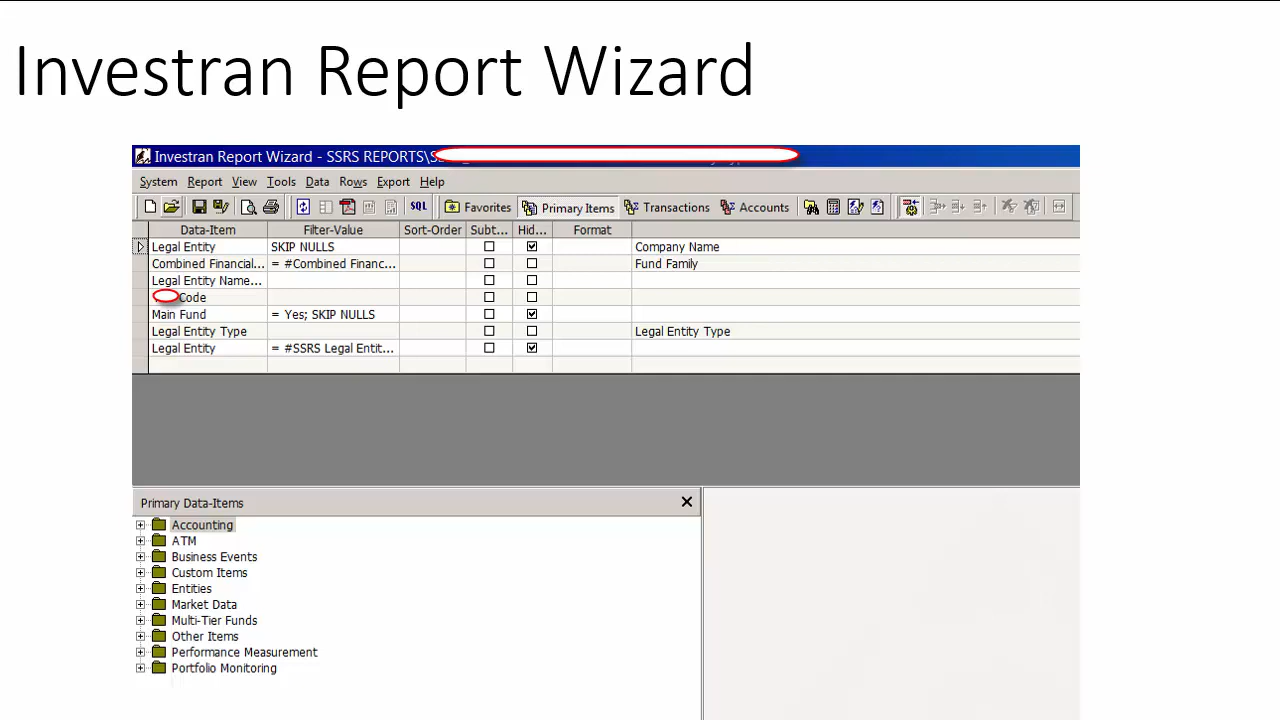 Investran Report Wizard
Investran Report Wizard - SSRS REPORTS\
System Report View Tools Data Rows Export Help
SQL Favorites Primary Items Transactions Accounts
Data-Item Filter-Value Sort-Order Subt... Hid... Format
Legal Entity SKIP NULLS Company Name
Combined Financial... = #Combined Financ... Fund Family
Legal Entity Name...
Code
Main Fund = Yes; SKIP NULLS
Legal Entity Type Legal Entity Type
Legal Entity = #SSRS Legal Entit...
Primary Data-Items
Accounting
ATM
Business Events
Custom Items
Entities
Market Data
Multi-Tier Funds
Other Items
Performance Measurement
Portfolio Monitoring